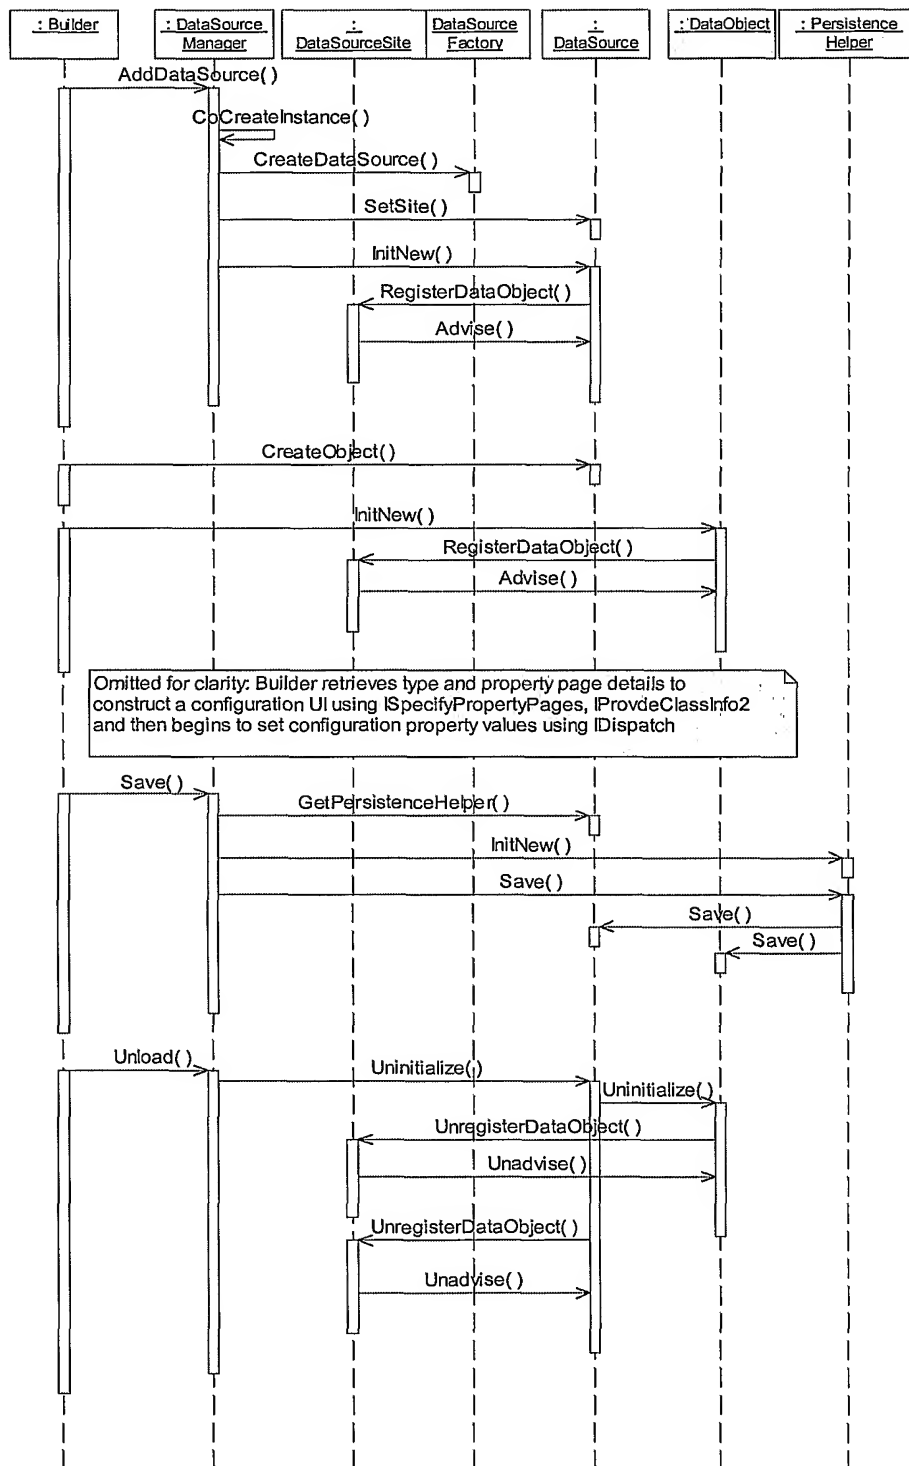 : Builder
: DataSource
Manager
:
DataSourceSite
DataSource
Factory
:
DataSource
: DataObject
: Persistence
Helper
AddDataSource( )
CoCreateInstance( )
CreateDataSource( )
SetSite( )
InitNew( )
RegisterDataObject( )
Advise( )
CreateObject( )
InitNew( )
RegisterDataObject( )
Advise( )
Omitted for clarity: Builder retrieves type and property page details to
construct a configuration UI using ISpecifyPropertyPages, IProvdeClassInfo2
and then begins to set configuration property values using IDispatch
Save( )
GetPersistenceHelper( )
InitNew( )
Save( )
Save( )
Save( )
Unload( )
Uninitialize( )
Uninitialize( )
UnregisterDataObject( )
Unadvise( )
UnregisterDataObject( )
Unadvise( )